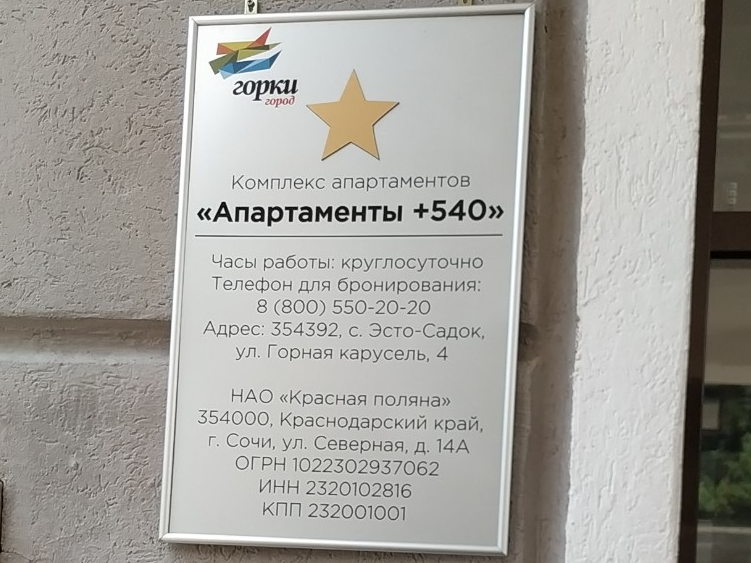 горки
город
Комплекс апартаментов
«Апартаменты +540»
Часы работы: круглосуточно
Телефон для бронирования:
8 (800) 550-20-20
Адрес: 354392, с. Эсто-Садок,
ул. Горная карусель, 4
НАО «Красная поляна»
354000, Краснодарский край,
г. Сочи, ул. Северная, д. 14А
ОГРН 1022302937062
ИНН 2320102816
КПП 232001001